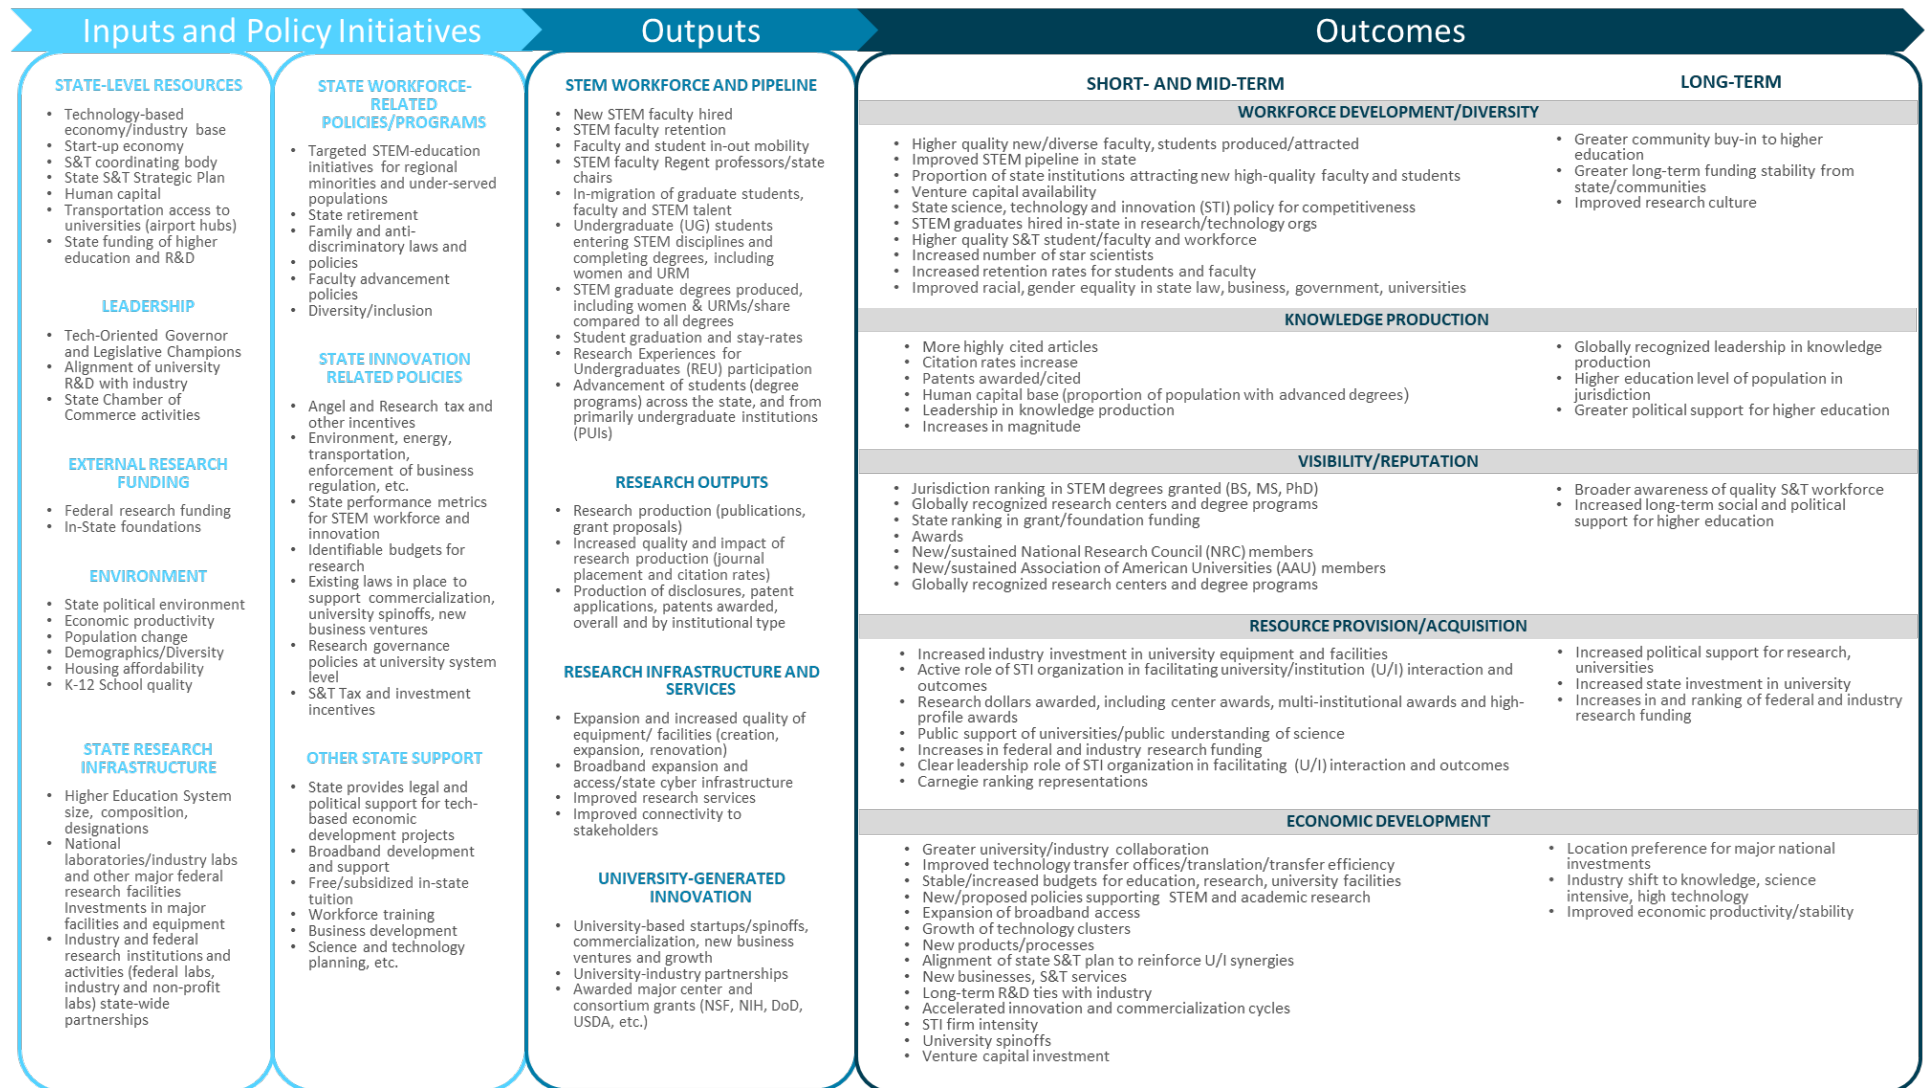 Inputs and Policy Initiatives
Outputs
Outcomes
STATE-LEVEL RESOURCES
• Technology-based
economy/industry base
• Start-up economy
• S&T coordinating body
• State S&T Strategic Plan
• Human capital
• Transportation access to
universities (airport hubs)
• State funding of higher
education and R&D
LEADERSHIP
• Tech-Oriented Governor
and Legislative Champions
• Alignment of university
R&D with industry
• State Chamber of
Commerce activities
EXTERNAL RESEARCH
FUNDING
• Federal research funding
• In-State foundations
ENVIRONMENT
• State political environment
• Economic productivity
• Population change
• Demographics/Diversity
• Housing affordability
• K-12 School quality
STATE RESEARCH
INFRASTRUCTURE
• Higher Education System
size, composition,
designations
• National
laboratories/industry labs
and other major federal
research facilities
Investments in major
facilities and equipment
• Industry and federal
research institutions and
activities (federal labs,
industry and non-profit
labs) state-wide
partnerships
STATE WORKFORCE-
RELATED
POLICIES/PROGRAMS
• Targeted STEM-education
initiatives for regional
minorities and under-served
populations
• State retirement
• Family and anti-
discriminatory laws and
• policies
• Faculty advancement
policies
• Diversity/inclusion
STATE INNOVATION
RELATED POLICIES
• Angel and Research tax and
other incentives
• Environment, energy,
transportation,
enforcement of business
regulation, etc.
• State performance metrics
for STEM workforce and
innovation
• Identifiable budgets for
research
• Existing laws in place to
support commercialization,
university spinoffs, new
business ventures
• Research governance
policies at university system
level
• S&T Tax and investment
incentives
OTHER STATE SUPPORT
• State provides legal and
political support for tech-
based economic
development projects
• Broadband development
and support
• Free/subsidized in-state
tuition
• Workforce training
• Business development
• Science and technology
planning, etc.
STEM WORKFORCE AND PIPELINE
• New STEM faculty hired
• STEM faculty retention
• Faculty and student in-out mobility
• STEM faculty Regent professors/state
chairs
• In-migration of graduate students,
faculty and STEM talent
• Undergraduate (UG) students
entering STEM disciplines and
completing degrees, including
women and URM
• STEM graduate degrees produced,
including women & URMs/share
compared to all degrees
• Student graduation and stay-rates
• Research Experiences for
Undergraduates (REU) participation
• Advancement of students (degree
programs) across the state, and from
primarily undergraduate institutions
(PUIs)
RESEARCH OUTPUTS
• Research production (publications,
grant proposals)
• Increased quality and impact of
research production (journal
placement and citation rates)
• Production of disclosures, patent
applications, patents awarded,
overall and by institutional type
RESEARCH INFRASTRUCTURE AND
SERVICES
• Expansion and increased quality of
equipment/ facilities (creation,
expansion, renovation)
• Broadband expansion and
access/state cyber infrastructure
• Improved research services
• Improved connectivity to
stakeholders
UNIVERSITY-GENERATED
INNOVATION
• University-based startups/spinoffs,
commercialization, new business
ventures and growth
• University-industry partnerships
• Awarded major center and
consortium grants (NSF, NIH, DoD,
USDA, etc.)
SHORT- AND MID-TERM
LONG-TERM
WORKFORCE DEVELOPMENT/DIVERSITY
• Higher quality new/diverse faculty, students produced/attracted
• Improved STEM pipeline in state
• Proportion of state institutions attracting new high-quality faculty and students
• Venture capital availability
• State science, technology and innovation (STI) policy for competitiveness
• STEM graduates hired in-state in research/technology orgs
• Higher quality S&T student/faculty and workforce
• Increased number of star scientists
• Increased retention rates for students and faculty
• Improved racial, gender equality in state law, business, government, universities
• Greater community buy-in to higher
education
• Greater long-term funding stability from
state/communities
• Improved research culture
KNOWLEDGE PRODUCTION
• More highly cited articles
• Citation rates increase
• Patents awarded/cited
• Human capital base (proportion of population with advanced degrees)
• Leadership in knowledge production
• Increases in magnitude
• Globally recognized leadership in knowledge
production
• Higher education level of population in
jurisdiction
• Greater political support for higher education
VISIBILITY/REPUTATION
• Jurisdiction ranking in STEM degrees granted (BS, MS, PhD)
• Globally recognized research centers and degree programs
• State ranking in grant/foundation funding
• Awards
• New/sustained National Research Council (NRC) members
• New/sustained Association of American Universities (AAU) members
• Globally recognized research centers and degree programs
• Broader awareness of quality S&T workforce
• Increased long-term social and political
support for higher education
RESOURCE PROVISION/ACQUISITION
• Increased industry investment in university equipment and facilities
• Active role of STI organization in facilitating university/institution (U/I) interaction and
outcomes
• Research dollars awarded, including center awards, multi-institutional awards and high-
profile awards
• Public support of universities/public understanding of science
• Increases in federal and industry research funding
• Clear leadership role of STI organization in facilitating (U/I) interaction and outcomes
• Carnegie ranking representations
• Increased political support for research,
universities
• Increased state investment in university
• Increases in and ranking of federal and industry
research funding
ECONOMIC DEVELOPMENT
• Greater university/industry collaboration
• Improved technology transfer offices/translation/transfer efficiency
• Stable/increased budgets for education, research, university facilities
• New/proposed policies supporting STEM and academic research
• Expansion of broadband access
• Growth of technology clusters
• New products/processes
• Alignment of state S&T plan to reinforce U/I synergies
• New businesses, S&T services
• Long-term R&D ties with industry
• Accelerated innovation and commercialization cycles
• STI firm intensity
• University spinoffs
• Venture capital investment
• Location preference for major national
investments
• Industry shift to knowledge, science
intensive, high technology
• Improved economic productivity/stability